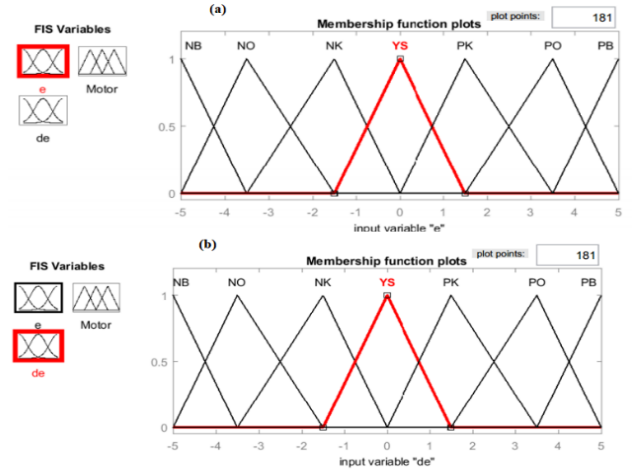 (a)
FIS Variables
Membership function plots
plot points:
181
e
Motor
de
NB NO NK YS PK PO PB
1
0.5
0
-5 -4 -3 -2 -1 0 1 2 3 4 5
input variable "e"
(b)
FIS Variables
Membership function plots
plot points:
181
e
Motor
de
NB NO NK YS PK PO PB
1
0.5
0
-5 -4 -3 -2 -1 0 1 2 3 4 5
input variable "de"